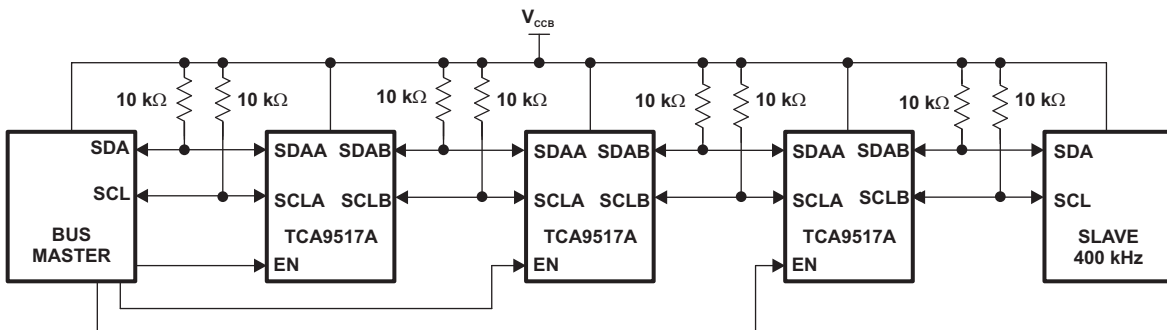 V_CCB
10 kΩ 10 kΩ 10 kΩ 10 kΩ 10 kΩ 10 kΩ 10 kΩ 10 kΩ
SDA SDAA SDAB SDAA SDAB SDAA SDAB SDA
SCL SCLA SCLB SCLA SCLB SCLA SCLB SCL
BUS
MASTER
TCA9517A TCA9517A TCA9517A
SLAVE
400 kHz
EN EN EN